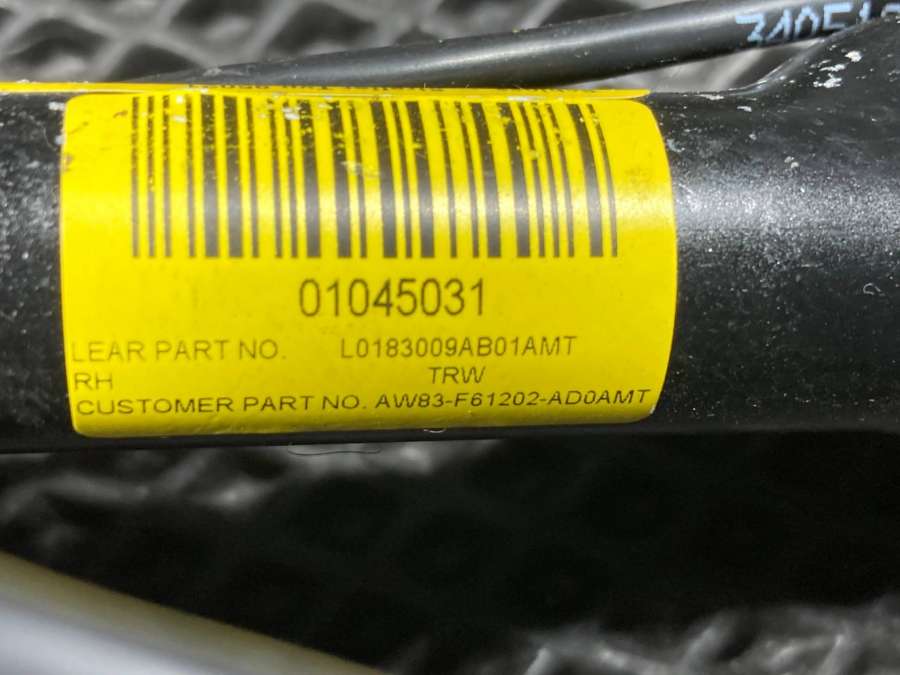 01045031
LEAR PART NO. L0183009AB01AMT
RH TRW
CUSTOMER PART NO. AW83-F61202-AD0AMT